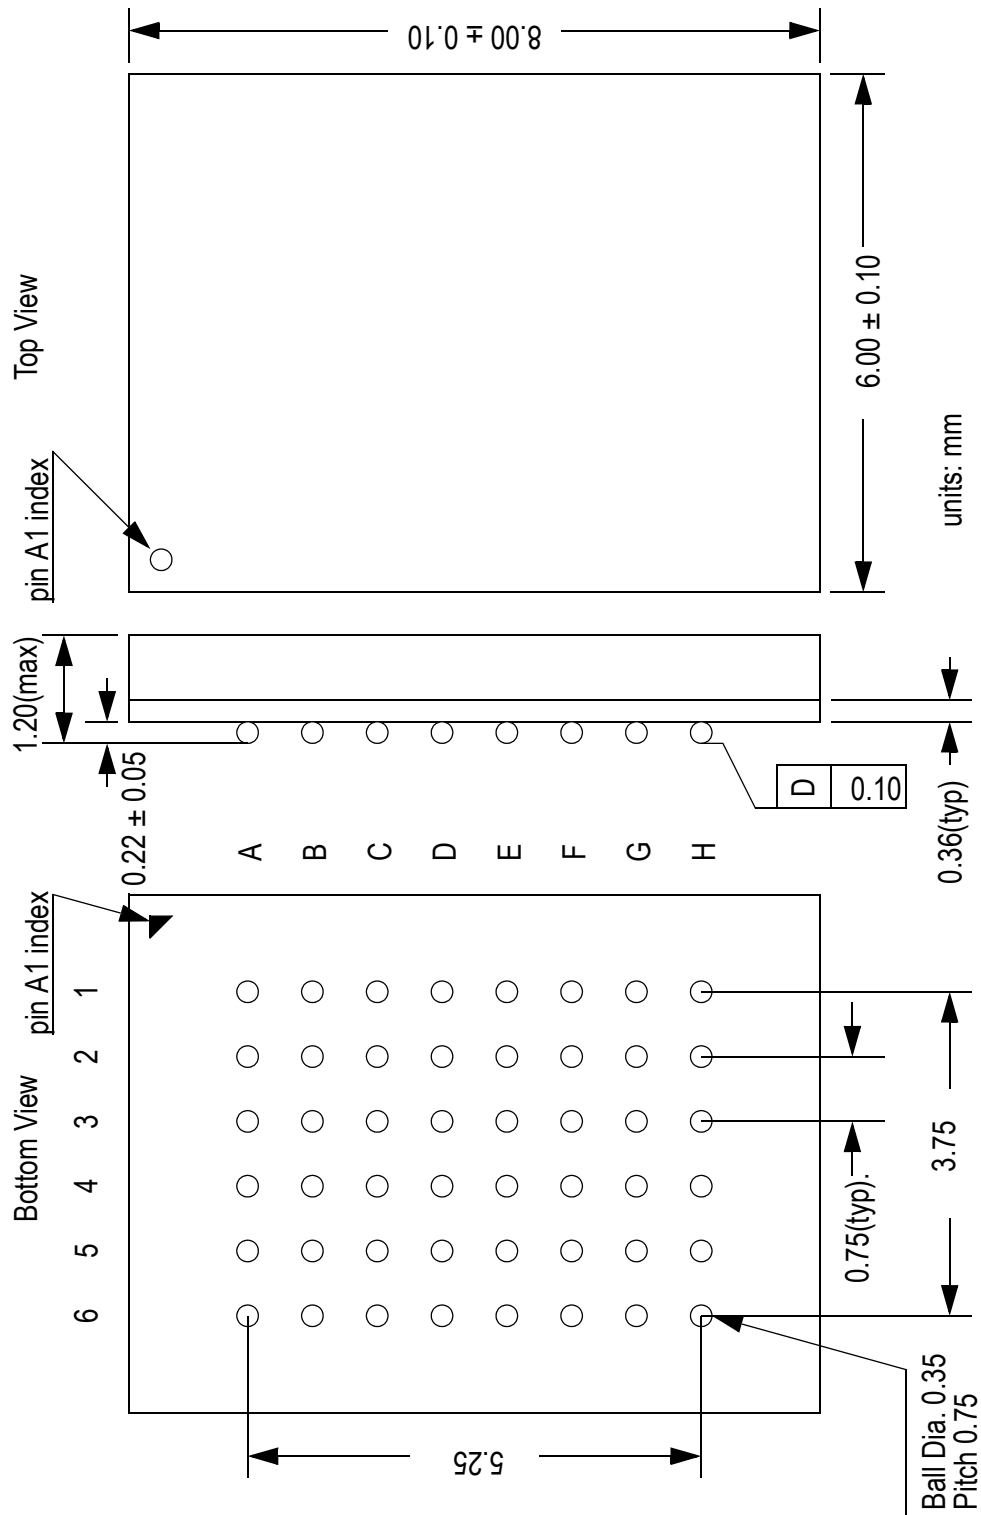 Bottom View
Top View
pin A1 index
pin A1 index
1.20(max)
0.22 ± 0.05
6 5 4 3 2 1
A
B
C
D
E
F
G
H
8.00 ± 0.10
6.00 ± 0.10
5.25
D 0.10
0.36(typ)
0.75(typ).
3.75
Ball Dia. 0.35
Pitch 0.75
units: mm